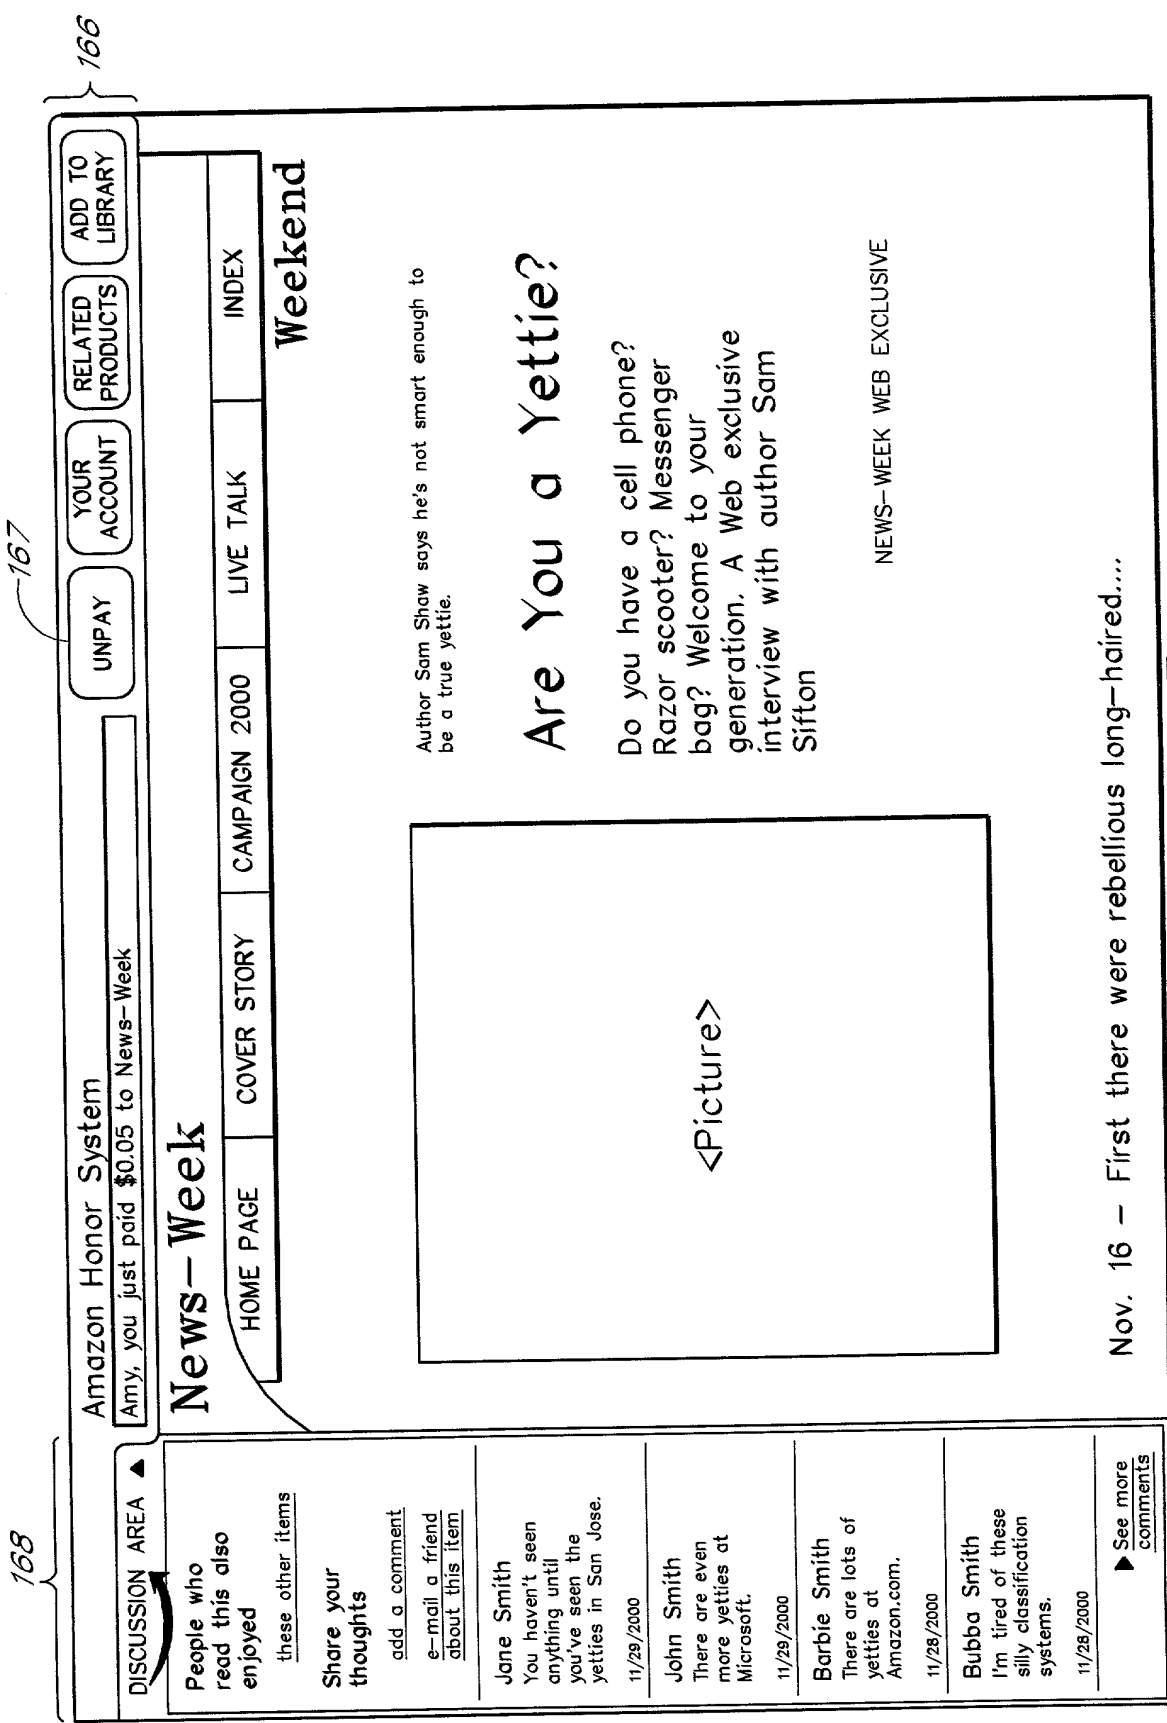 168
166
167
Amazon Honor System
Amy, you just paid $0.05 to News-Week
UNPAY
YOUR
ACCOUNT
RELATED
PRODUCTS
ADD TO
LIBRARY
DISCUSSION AREA ▲
People who
read this also
enjoyed
these other items
Share your
thoughts
add a comment
e-mail a friend
about this item
Jane Smith
You haven't seen
anything until
you've seen the
yetties in San Jose.
11/29/2000
John Smith
There are even
more yetties at
Microsoft.
11/29/2000
Barbie Smith
There are lots of
yetties at
Amazon.com.
11/28/2000
Bubba Smith
I'm tired of these
silly classification
systems.
11/28/2000
▶ See more
comments
News-Week
HOME PAGE
COVER STORY
CAMPAIGN 2000
LIVE TALK
INDEX
Weekend
<Picture>
Author Sam Shaw says he's not smart enough to
be a true yettie.
Are You a Yettie?
Do you have a cell phone?
Razor scooter? Messenger
bag? Welcome to your
generation. A Web exclusive
interview with author Sam
Sifton
NEWS-WEEK WEB EXCLUSIVE
Nov. 16 - First there were rebellious long-haired....